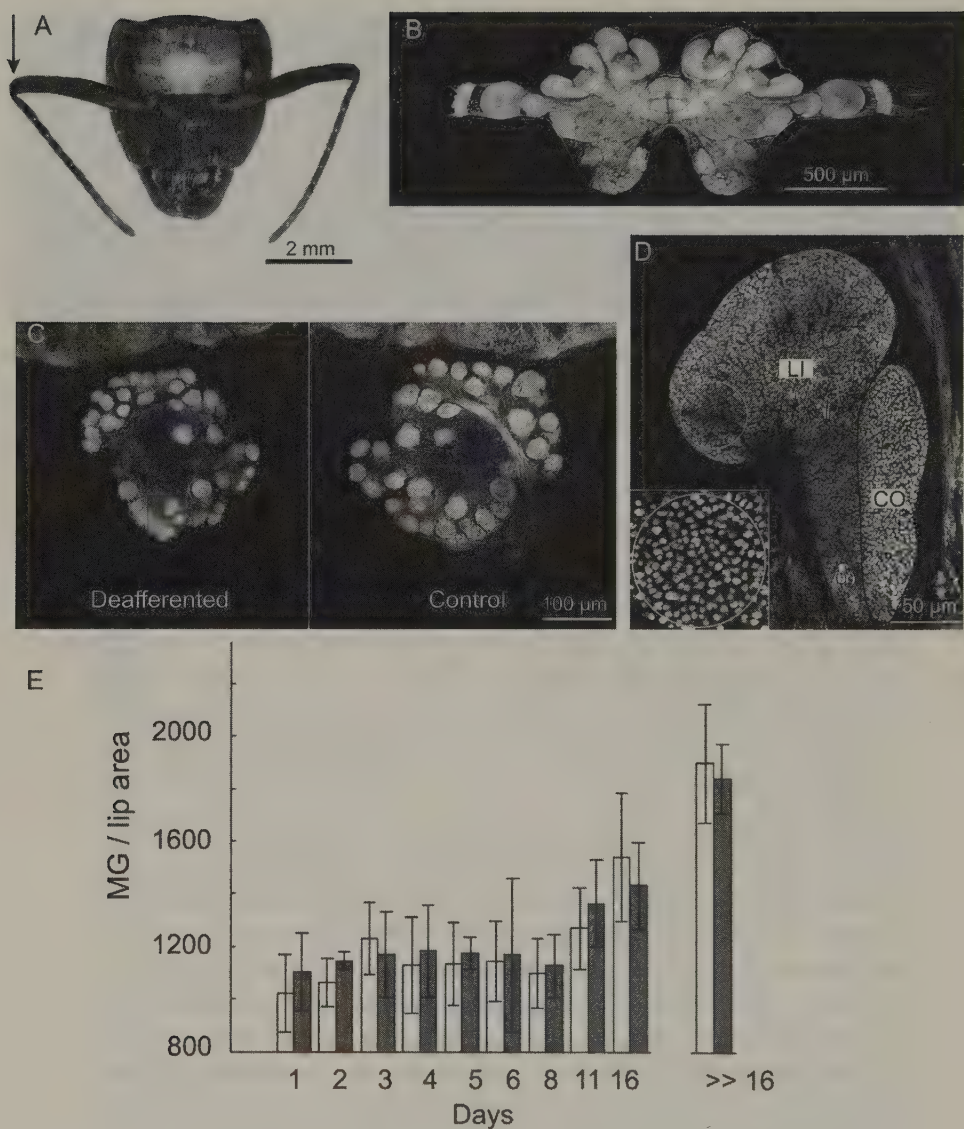 A
2 mm
B
500 µm
C
Deafferented
Control
100 µm
D
LI
CO
(br)
50 µm
E
MG / lip area
2000
1600
1200
800
1 2 3 4 5 6 8 11 16 >> 16
Days